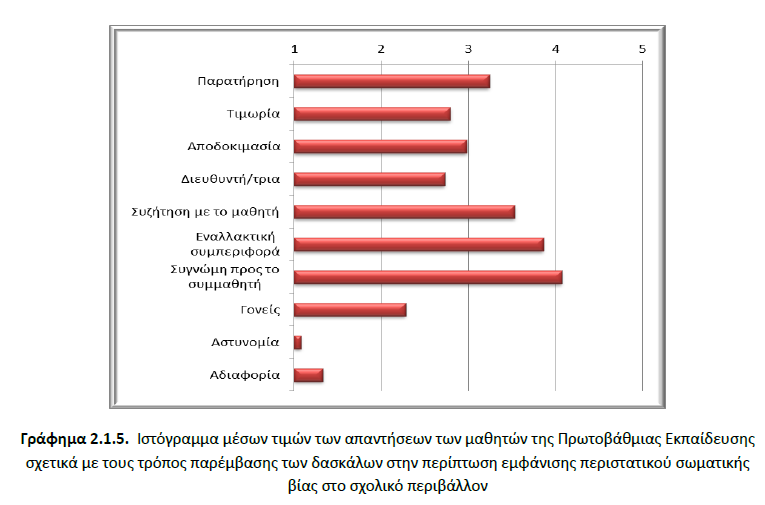 1 2 3 4 5
Παρατήρηση
Τιμωρία
Αποδοκιμασία
Διευθυντή/τρια
Συζήτηση με το μαθητή
Εναλλακτική
συμπεριφορά
Συγνώμη προς το
συμμαθητή
Γονείς
Αστυνομία
Αδιαφορία
Γράφημα 2.1.5. Ιστόγραμμα μέσων τιμών των απαντήσεων των μαθητών της Πρωτοβάθμιας Εκπαίδευσης
σχετικά με τους τρόπος παρέμβασης των δασκάλων στην περίπτωση εμφάνισης περιστατικού σωματικής
βίας στο σχολικό περιβάλλον